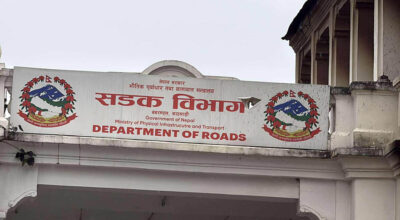 नेपाल सरकार
भौतिक पूर्वाधार तथा यातायात मन्त्रालय
सडक विभाग
Government of Nepal
Ministry of Physical Infrastructure and Transport
DEPARTMENT OF ROADS